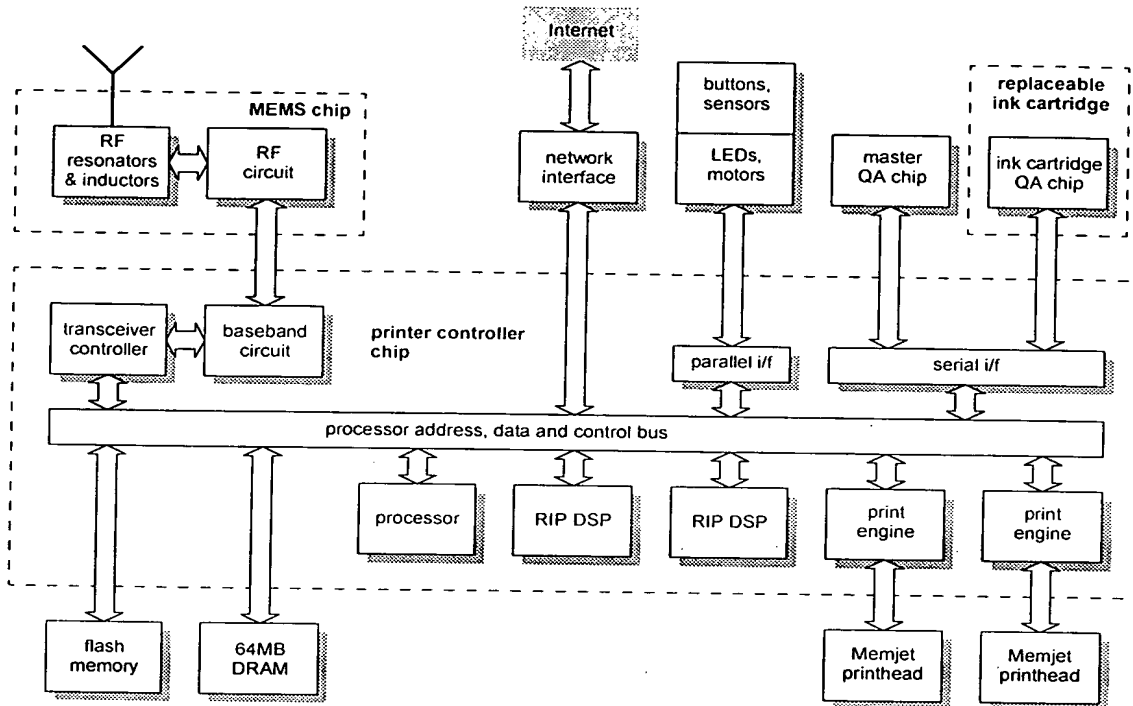 Internet
MEMS chip
RF
resonators
& inductors
RF
circuit
network
interface
buttons,
sensors
LEDs,
motors
master
QA chip
replaceable
ink cartridge
ink cartridge
QA chip
transceiver
controller
baseband
circuit
printer controller
chip
parallel i/f
serial i/f
processor address, data and control bus
processor
RIP DSP
RIP DSP
print
engine
print
engine
flash
memory
64MB
DRAM
Memjet
printhead
Memjet
printhead